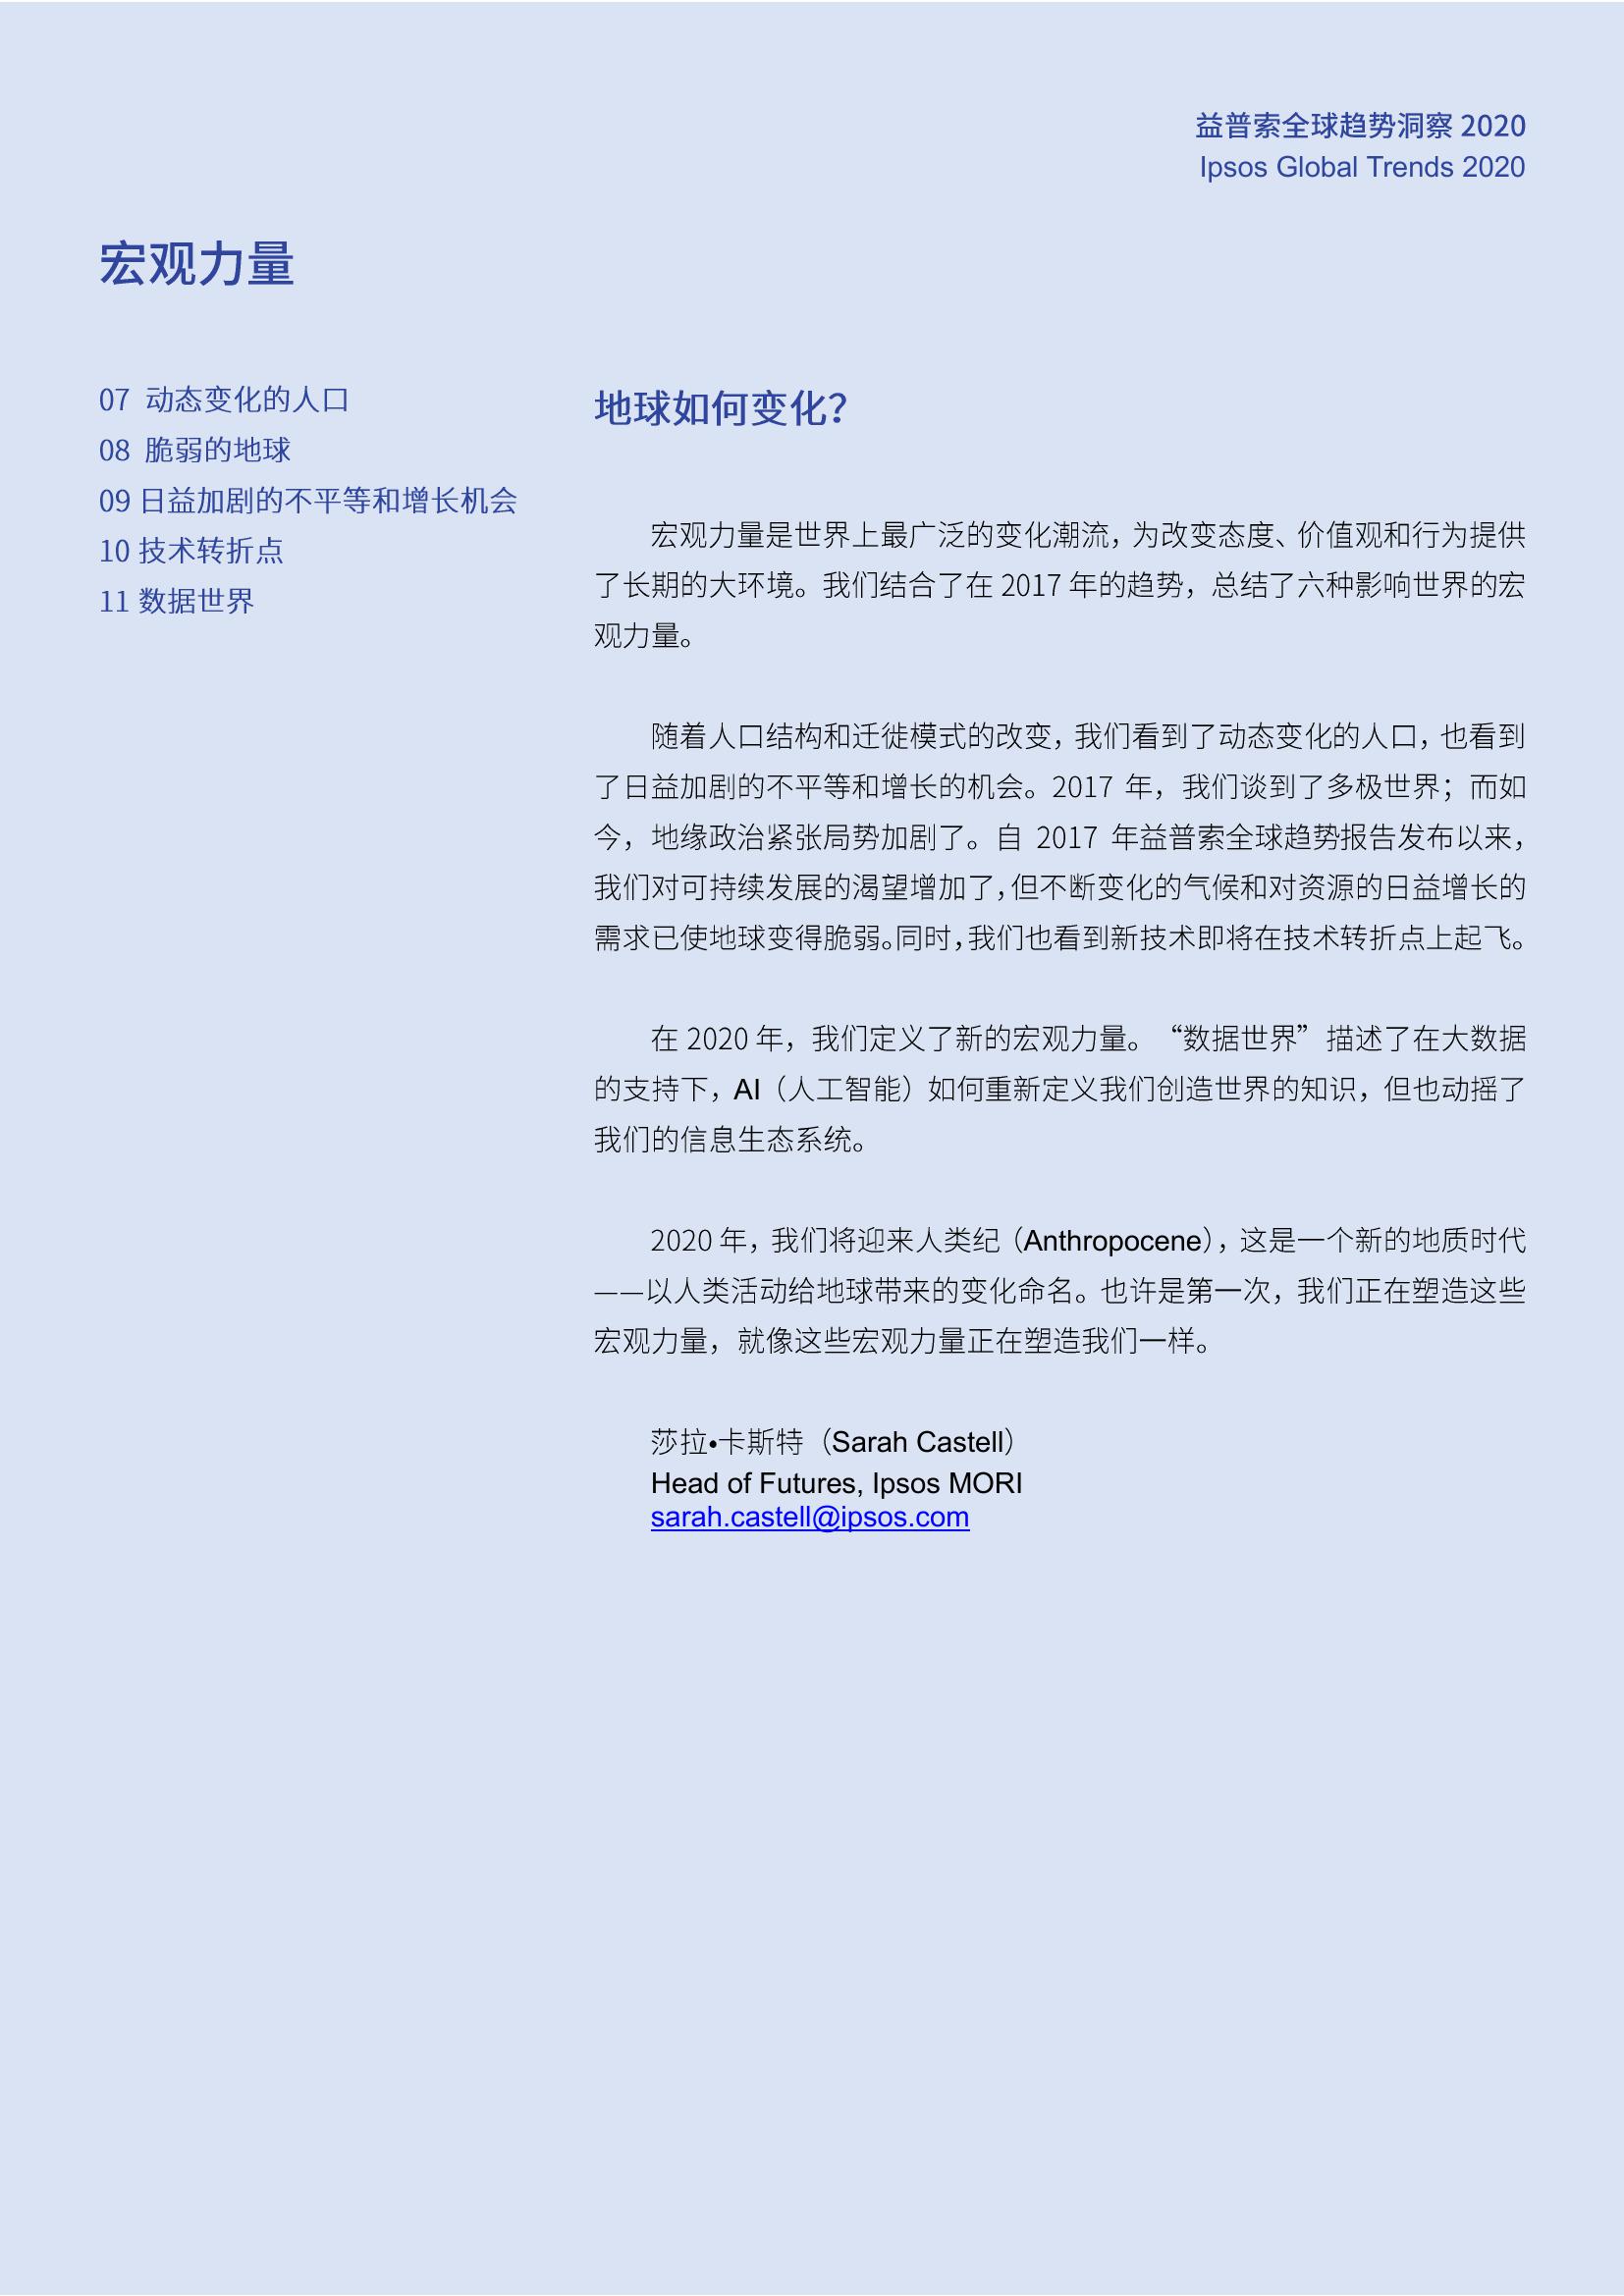 益普索全球趋势洞察 2020
Ipsos Global Trends 2020
宏观力量
07 动态变化的人口
08 脆弱的地球
09 日益加剧的不平等和增长机会
10 技术转折点
11 数据世界
地球如何变化？
宏观力量是世界上最广泛的变化潮流，为改变态度、价值观和行为提供
了长期的大环境。我们结合了在 2017 年的趋势，总结了六种影响世界的宏
观力量。
随着人口结构和迁徙模式的改变，我们看到了动态变化的人口，也看到
了日益加剧的不平等和增长的机会。2017 年，我们谈到了多极世界；而如
今，地缘政治紧张局势加剧了。自 2017 年益普索全球趋势报告发布以来，
我们对可持续发展的渴望增加了，但不断变化的气候和对资源的日益增长的
需求已使地球变得脆弱。同时，我们也看到新技术即将在技术转折点上起飞。
在 2020 年，我们定义了新的宏观力量。“数据世界”描述了在大数据
的支持下，AI（人工智能）如何重新定义我们创造世界的知识，但也动摇了
我们的信息生态系统。
2020 年，我们将迎来人类纪（Anthropocene），这是一个新的地质时代
——以人类活动给地球带来的变化命名。也许是第一次，我们正在塑造这些
宏观力量，就像这些宏观力量正在塑造我们一样。
莎拉•卡斯特（Sarah Castell）
Head of Futures, Ipsos MORI
sarah.castell@ipsos.com